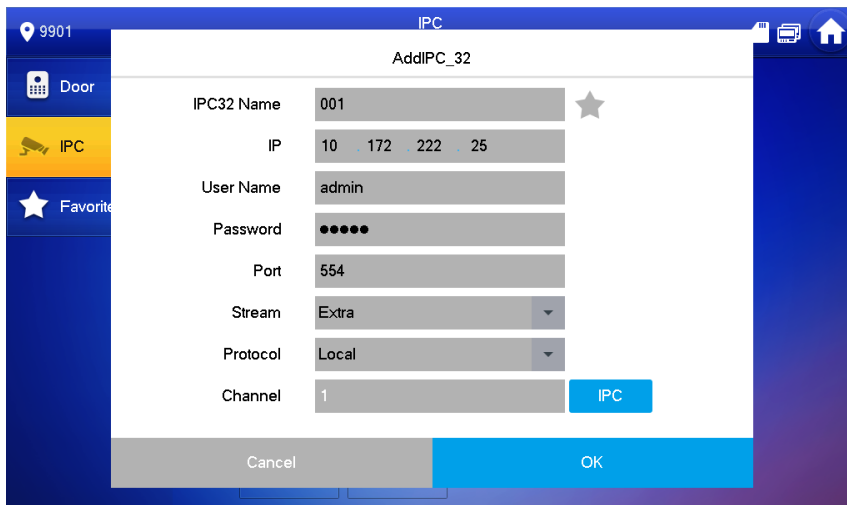 9901
IPC
AddIPC_32
Door
IPC
Favorite
IPC32 Name 001
IP 10 . 172 . 222 . 25
User Name admin
Password ●●●●●
Port 554
Stream Extra
Protocol Local
Channel 1 IPC
Cancel OK